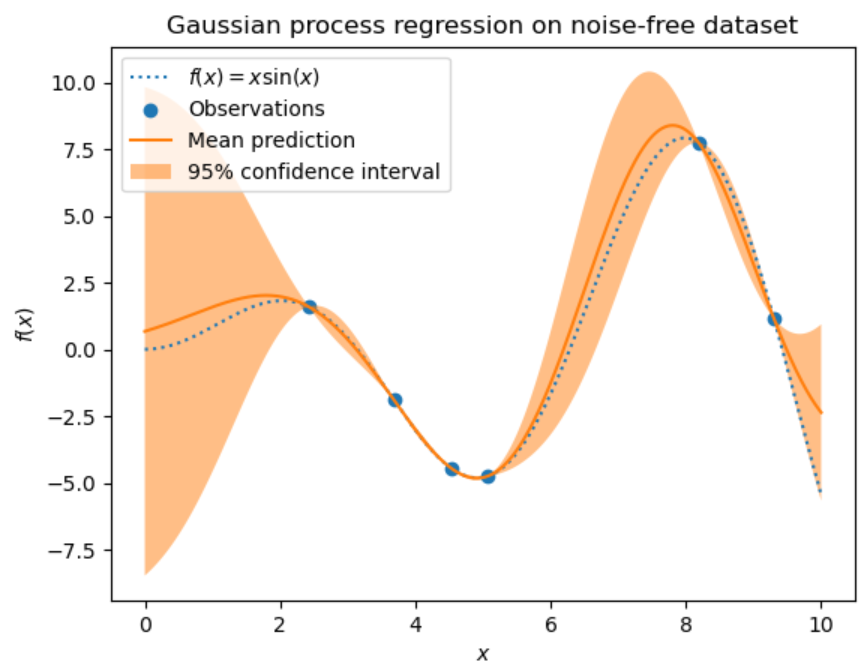 Gaussian process regression on noise-free dataset
f(x) = x sin(x)
Observations
Mean prediction
95% confidence interval
10.0
7.5
5.0
2.5
0.0
−2.5
−5.0
−7.5
f(x)
0 2 4 6 8 10
x